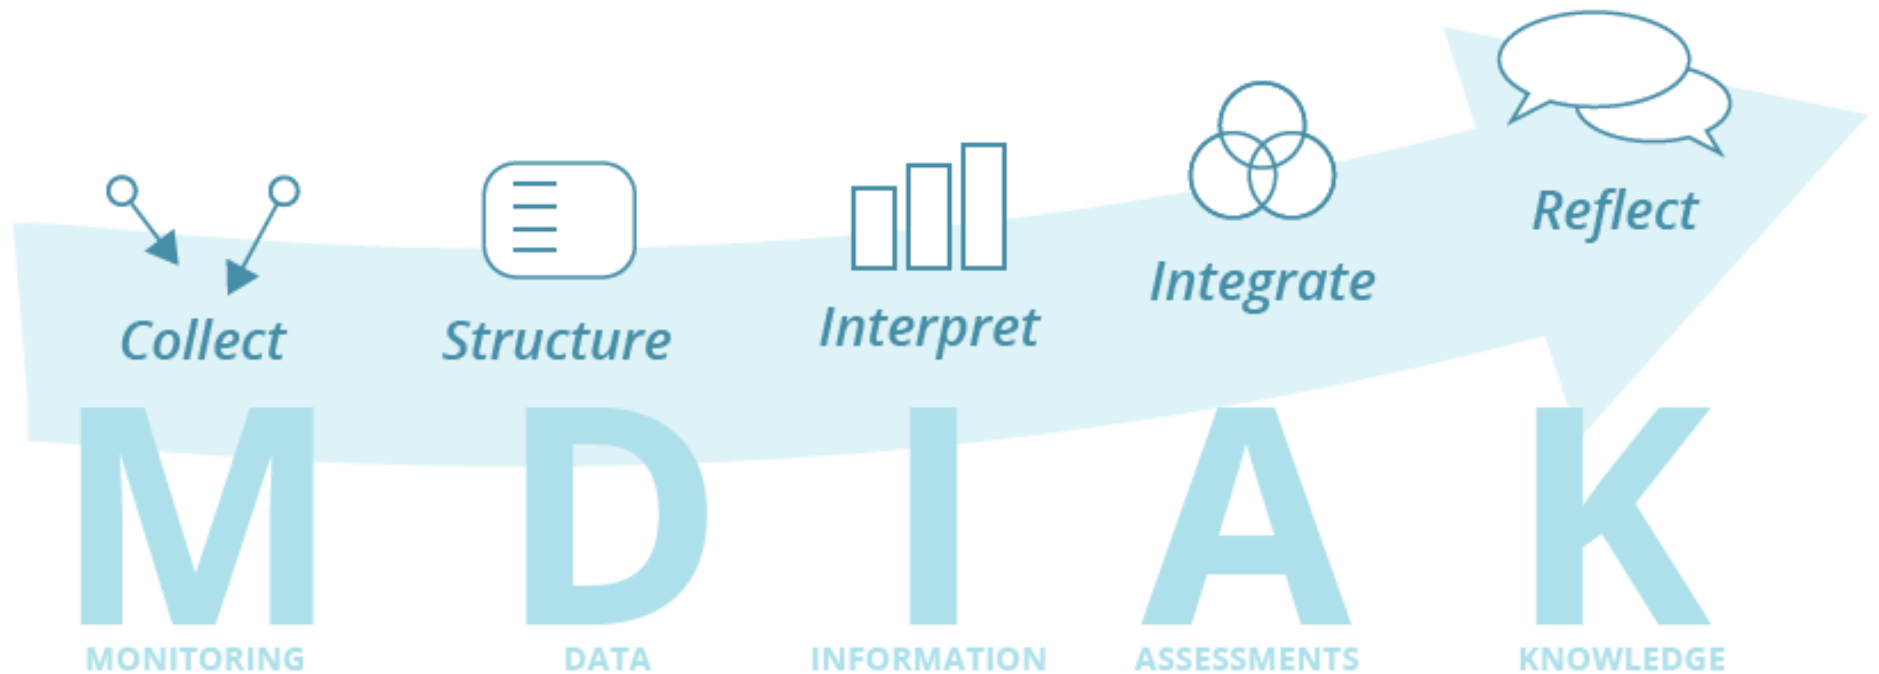 Collect
Structure
Interpret
Integrate
Reflect
M D I A K
MONITORING DATA INFORMATION ASSESSMENTS KNOWLEDGE